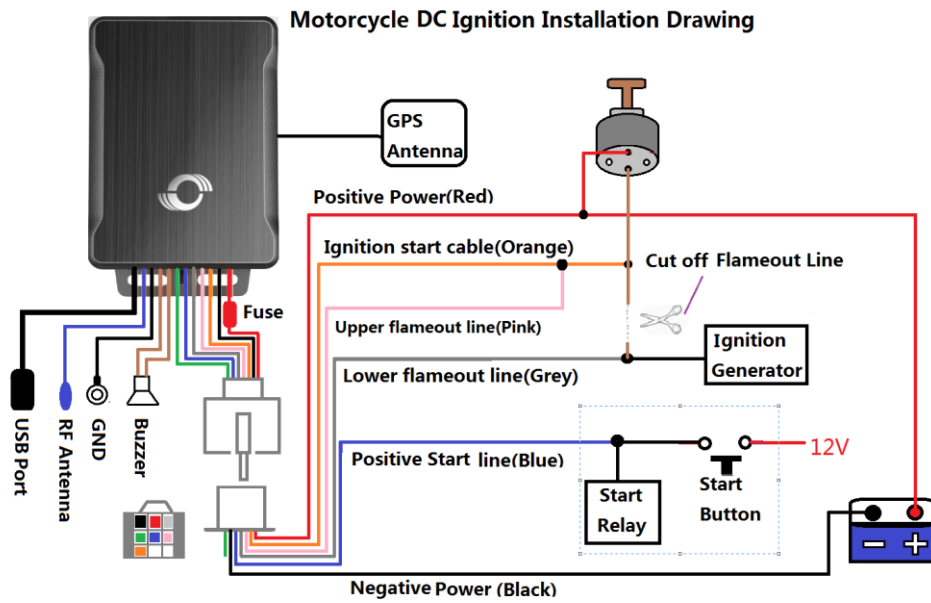 Motorcycle DC Ignition Installation Drawing
GPS
Antenna
Positive Power(Red)
Ignition start cable(Orange)
Cut off Flameout Line
Fuse
Upper flameout line(Pink)
Ignition
Generator
Lower flameout line(Grey)
USB Port
RF Antenna
GND
Buzzer
Positive Start line(Blue)
12V
Start
Relay
Start
Button
Negative Power (Black)